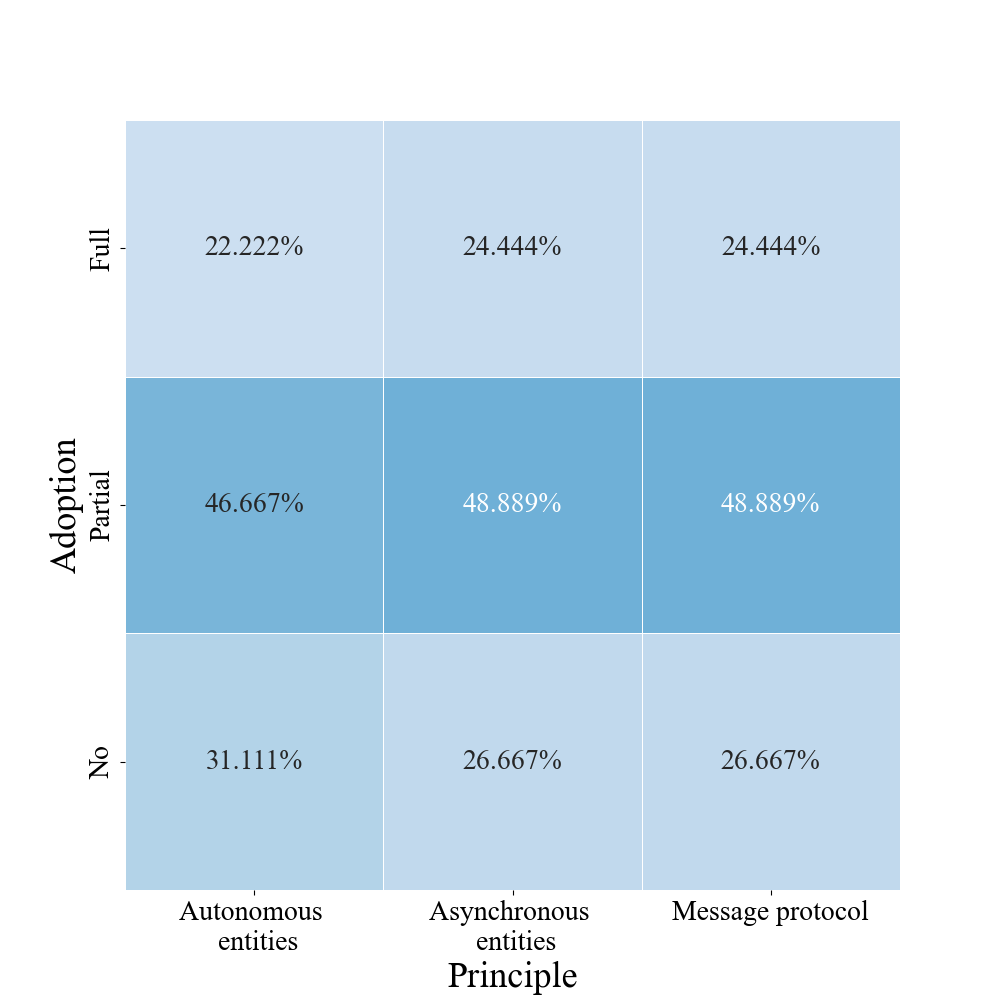 Adoption
Full
22.222%
24.444%
24.444%
Partial
46.667%
48.889%
48.889%
No
31.111%
26.667%
26.667%
Autonomous
entities
Asynchronous
entities
Message protocol
Principle